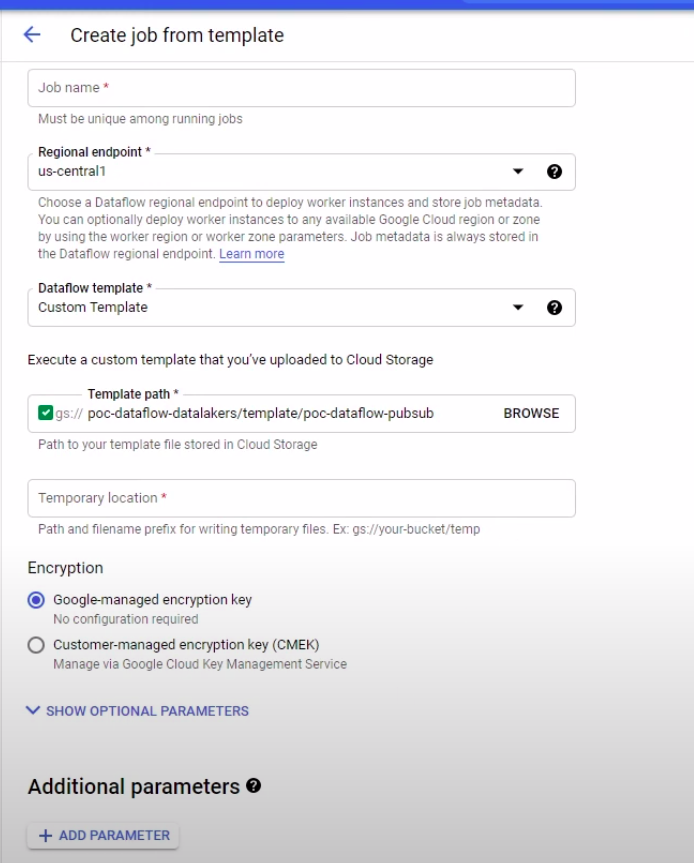 Create job from template
Job name *
Must be unique among running jobs
Regional endpoint *
us-central1
Choose a Dataflow regional endpoint to deploy worker instances and store job metadata.
You can optionally deploy worker instances to any available Google Cloud region or zone
by using the worker region or worker zone parameters. Job metadata is always stored in
the Dataflow regional endpoint. Learn more
Dataflow template *
Custom Template
Execute a custom template that you've uploaded to Cloud Storage
Template path *
gs:// poc-dataflow-datalakers/template/poc-dataflow-pubsub BROWSE
Path to your template file stored in Cloud Storage
Temporary location *
Path and filename prefix for writing temporary files. Ex: gs://your-bucket/temp
Encryption
Google-managed encryption key
No configuration required
Customer-managed encryption key (CMEK)
Manage via Google Cloud Key Management Service
SHOW OPTIONAL PARAMETERS
Additional parameters
+ ADD PARAMETER